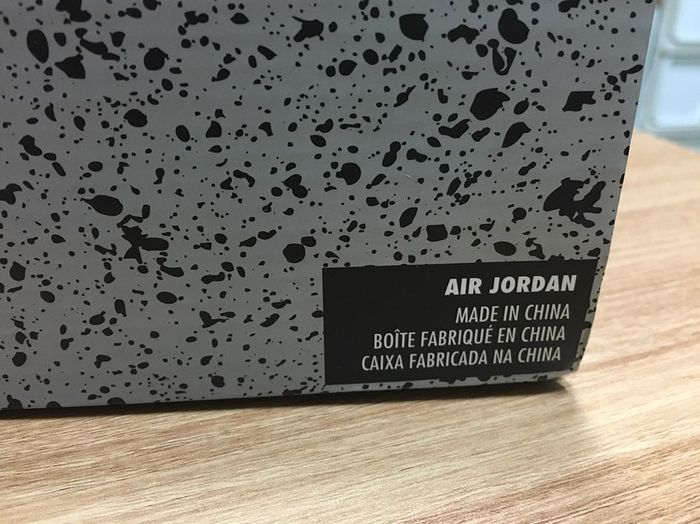 AIR JORDAN
MADE IN CHINA
BOÎTE FABRIQUÉ EN CHINA
CAIXA FABRICADA NA CHINA